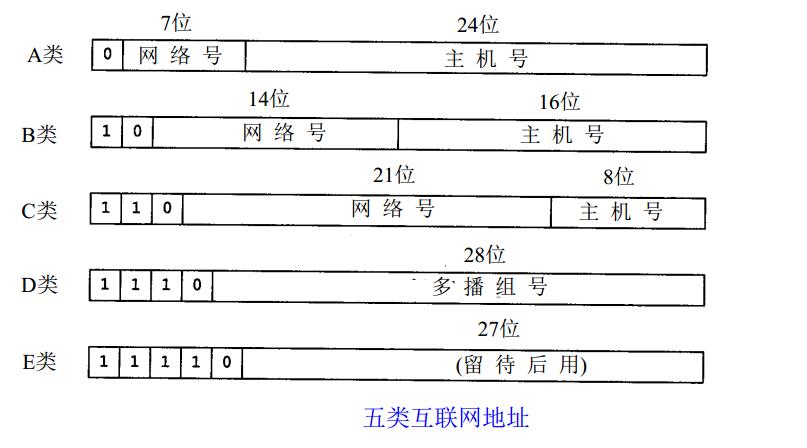 7位 24位
A类 0 网络号 主机号
14位 16位
B类 1 0 网络号 主机号
21位 8位
C类 1 1 0 网络号 主机号
28位
D类 1 1 1 0 多播组号
27位
E类 1 1 1 1 0 (留待后用)
五类互联网地址